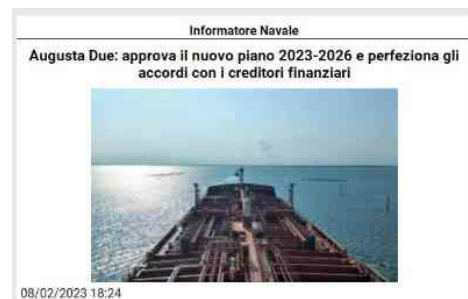 Informatore Navale
Augusta Due: approva il nuovo piano 2023-2026 e perfeziona gli
accordi con i creditori finanziari
08/02/2023 18:24